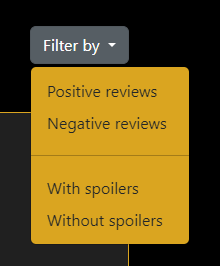 Filter by
Positive reviews
Negative reviews
With spoilers
Without spoilers